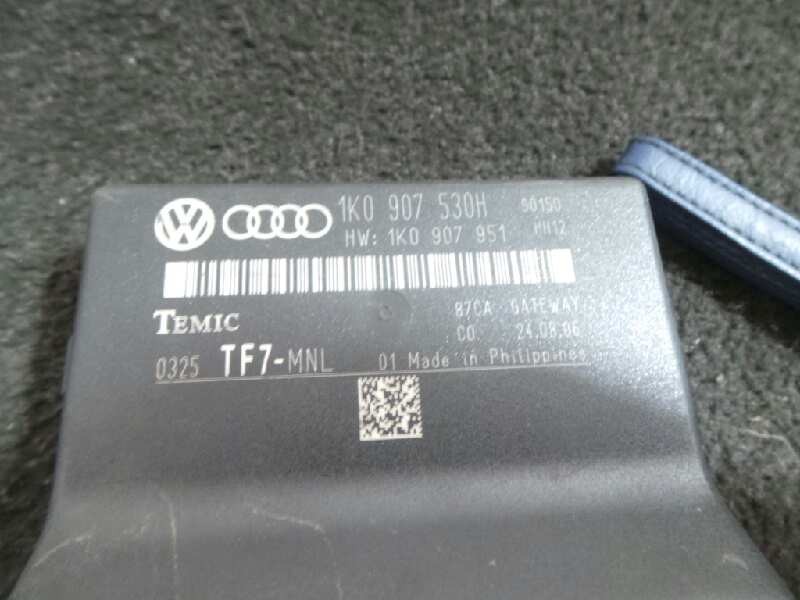 1K0 907 530H
HW: 1K0 907 951 HH12
TEMIC
GATEWAY
CO 24.08.06
0325 TF7-MNL 01 Made in Philippines